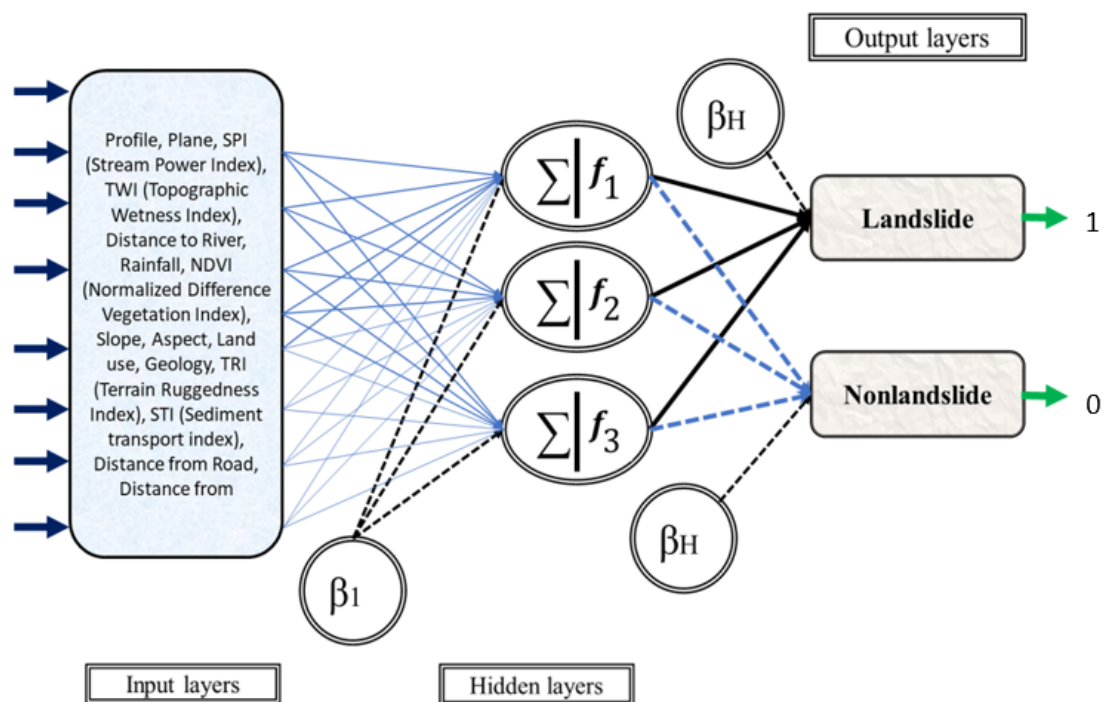 Output layers
Profile, Plane, SPI
(Stream Power Index),
TWI (Topographic
Wetness Index),
Distance to River,
Rainfall, NDVI
(Normalized Difference
Vegetation Index),
Slope, Aspect, Land
use, Geology, TRI
(Terrain Ruggedness
Index), STI (Sediment
transport index),
Distance from Road,
Distance from
∑ f1
∑ f2
∑ f3
βH
Landslide 1
Nonlandslide 0
βH
β1
Input layers
Hidden layers